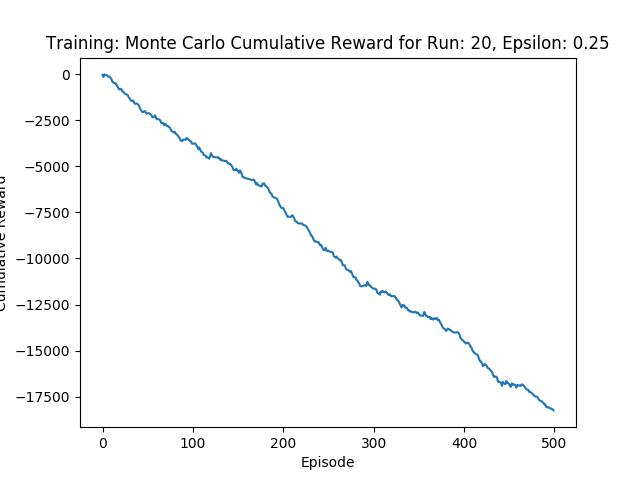 Training: Monte Carlo Cumulative Reward for Run: 20, Epsilon: 0.25
0
−2500
−5000
−7500
−10000
−12500
−15000
−17500
Cumulative Reward
0 100 200 300 400 500
Episode